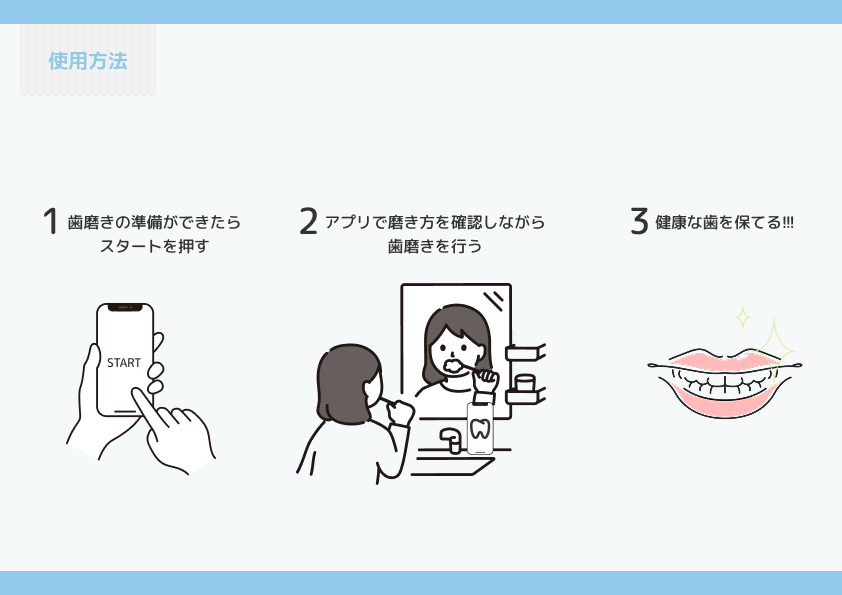 使用方法
1 歯磨きの準備ができたら
スタートを押す
2 アプリで磨き方を確認しながら
歯磨きを行う
3 健康な歯を保てる!!!
START